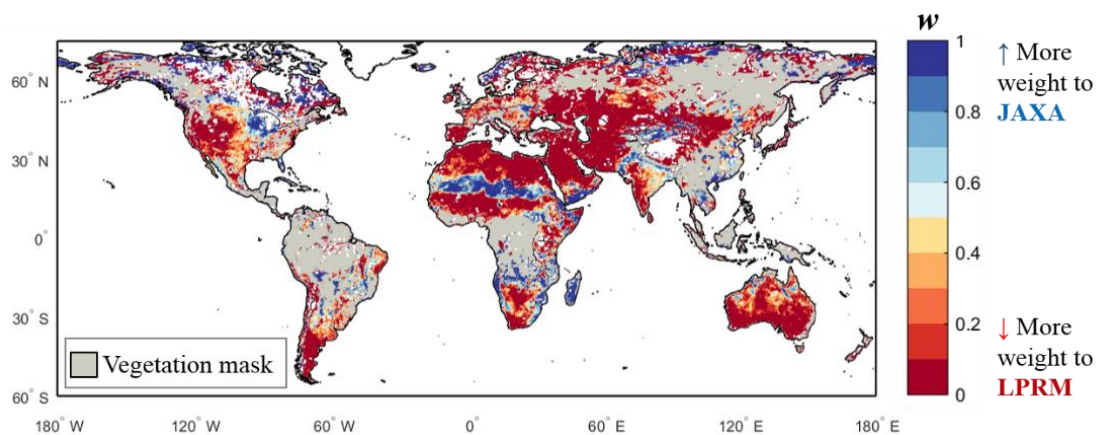 w
1
0.8
0.6
0.4
0.2
0
↑ More
weight to
JAXA
↓ More
weight to
LPRM
60° N
30° N
0°
30° S
60° S
Vegetation mask
180° W
120° W
60° W
0°
60° E
120° E
180° E